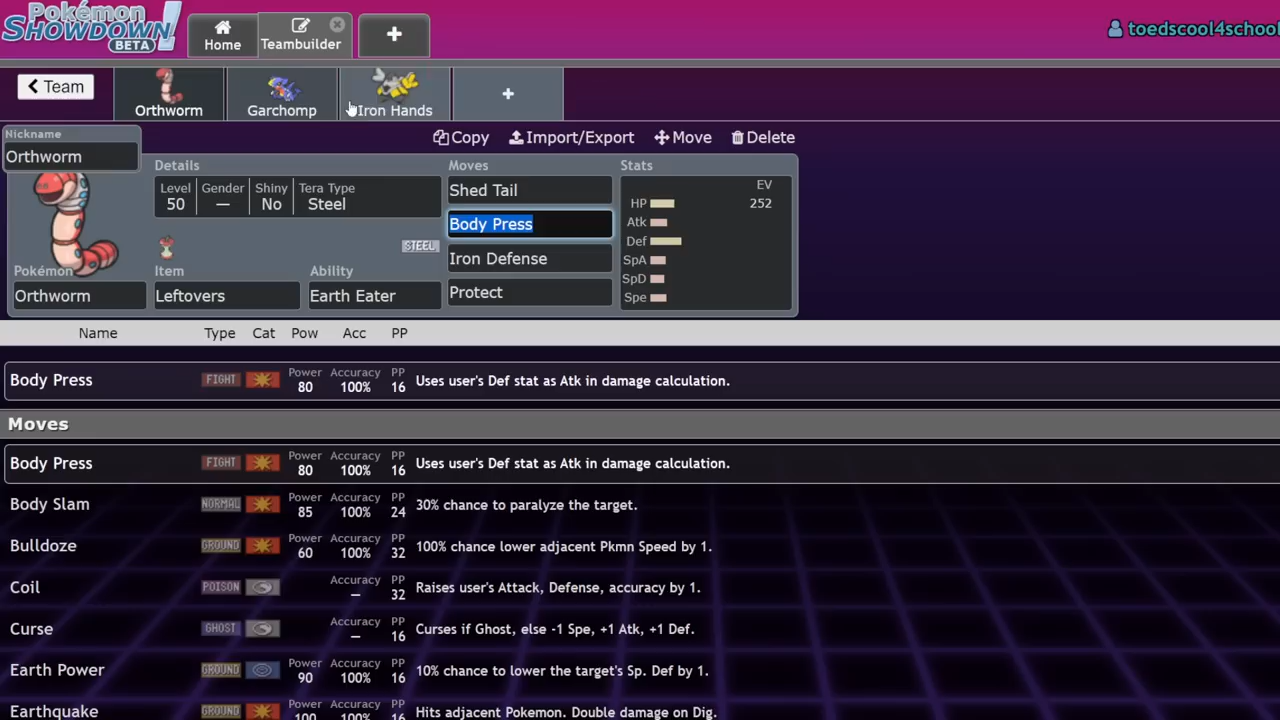 Pokémon
SHOWDOWN!
BETA
Home
Teambuilder
+
toedscool4school
< Team
Orthworm
Garchomp
Iron Hands
+
Nickname
Orthworm
Copy
Import/Export
Move
Delete
Details
Moves
Stats
Level
Gender
Shiny
Tera Type
50
—
No
Steel
Shed Tail
Body Press
Iron Defense
Protect
EV
HP
252
Atk
Def
SpA
SpD
Spe
STEEL
Pokémon
Item
Ability
Orthworm
Leftovers
Earth Eater
Name Type Cat Pow Acc PP
Body Press FIGHT Power 80 Accuracy 100% PP 16 Uses user's Def stat as Atk in damage calculation.
Moves
Body Press FIGHT Power 80 Accuracy 100% PP 16 Uses user's Def stat as Atk in damage calculation.
Body Slam NORMAL Power 85 Accuracy 100% PP 24 30% chance to paralyze the target.
Bulldoze GROUND Power 60 Accuracy 100% PP 32 100% chance lower adjacent Pkmn Speed by 1.
Coil POISON Accuracy — PP 32 Raises user's Attack, Defense, accuracy by 1.
Curse GHOST Accuracy — PP 16 Curses if Ghost, else -1 Spe, +1 Atk, +1 Def.
Earth Power GROUND Power 90 Accuracy 100% PP 16 10% chance to lower the target's Sp. Def by 1.
Earthquake GROUND Power 100 Accuracy 100% PP 16 Hits adjacent Pokemon. Double damage on Dig.